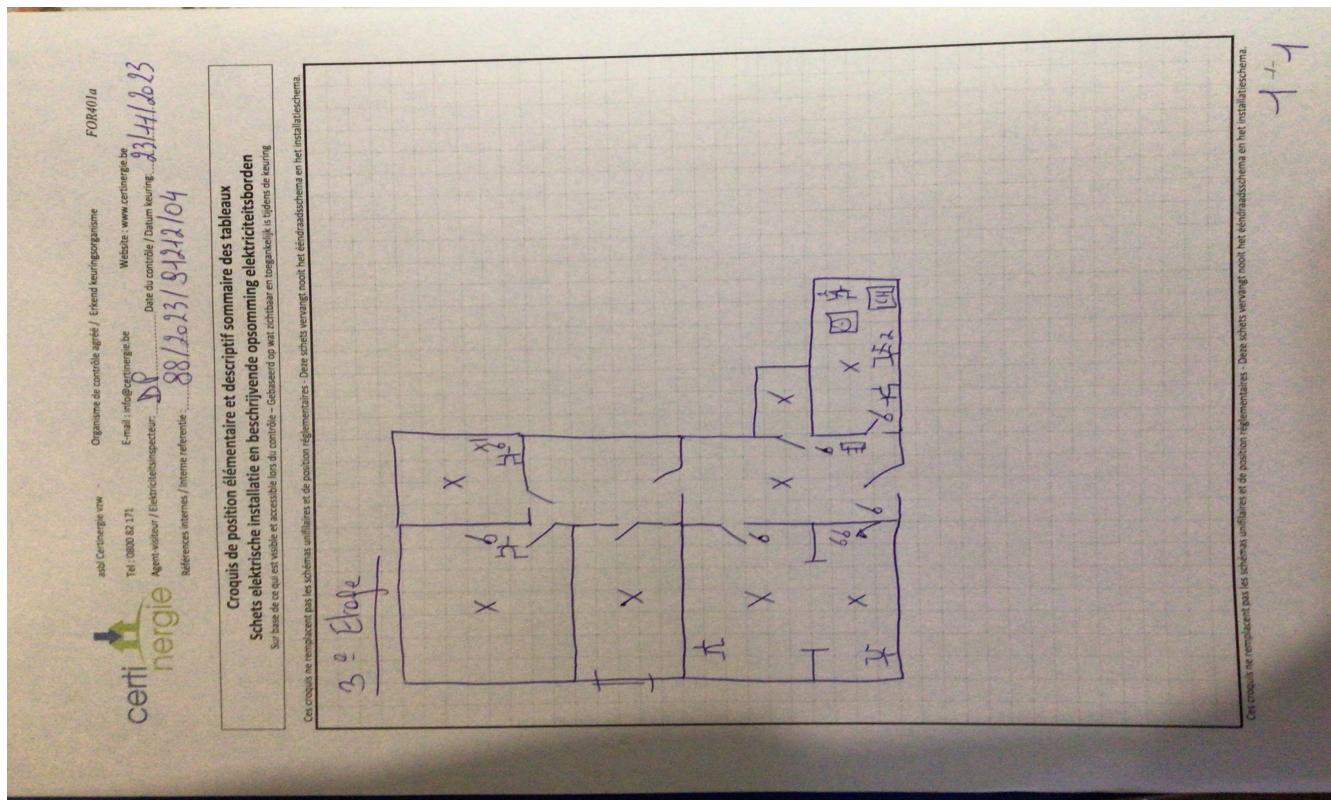 certi
nergie
asbl Certinergie vzw - Organisme de contrôle agréé / Erkend keuringsorganisme FOR401a
Tel : 0800 82 171 E-mail : info@certinergie.be Website : www.certinergie.be
Agent-visiteur / Elektriciteitsinspecteur: DP Date du contrôle / Datum keuring: 23/11/2023
Références internes / Interne referentie : 88/2023/91212/04
Croquis de position élémentaire et descriptif sommaire des tableaux
Schets elektrische installatie en beschrijvende opsomming elektriciteitsborden
Sur base de ce qui est visible et accessible lors du contrôle – Gebaseerd op wat zichtbaar en toegankelijk is tijdens de keuring
Ces croquis ne remplacent pas les schémas unifilaires et de position réglementaires - Deze schets vervangt nooit het ééndraadsschema en het installatieschema.
3e Etage
CH
2
Ces croquis ne remplacent pas les schémas unifilaires et de position réglementaires - Deze schets vervangt nooit het ééndraadsschema en het installatieschema.